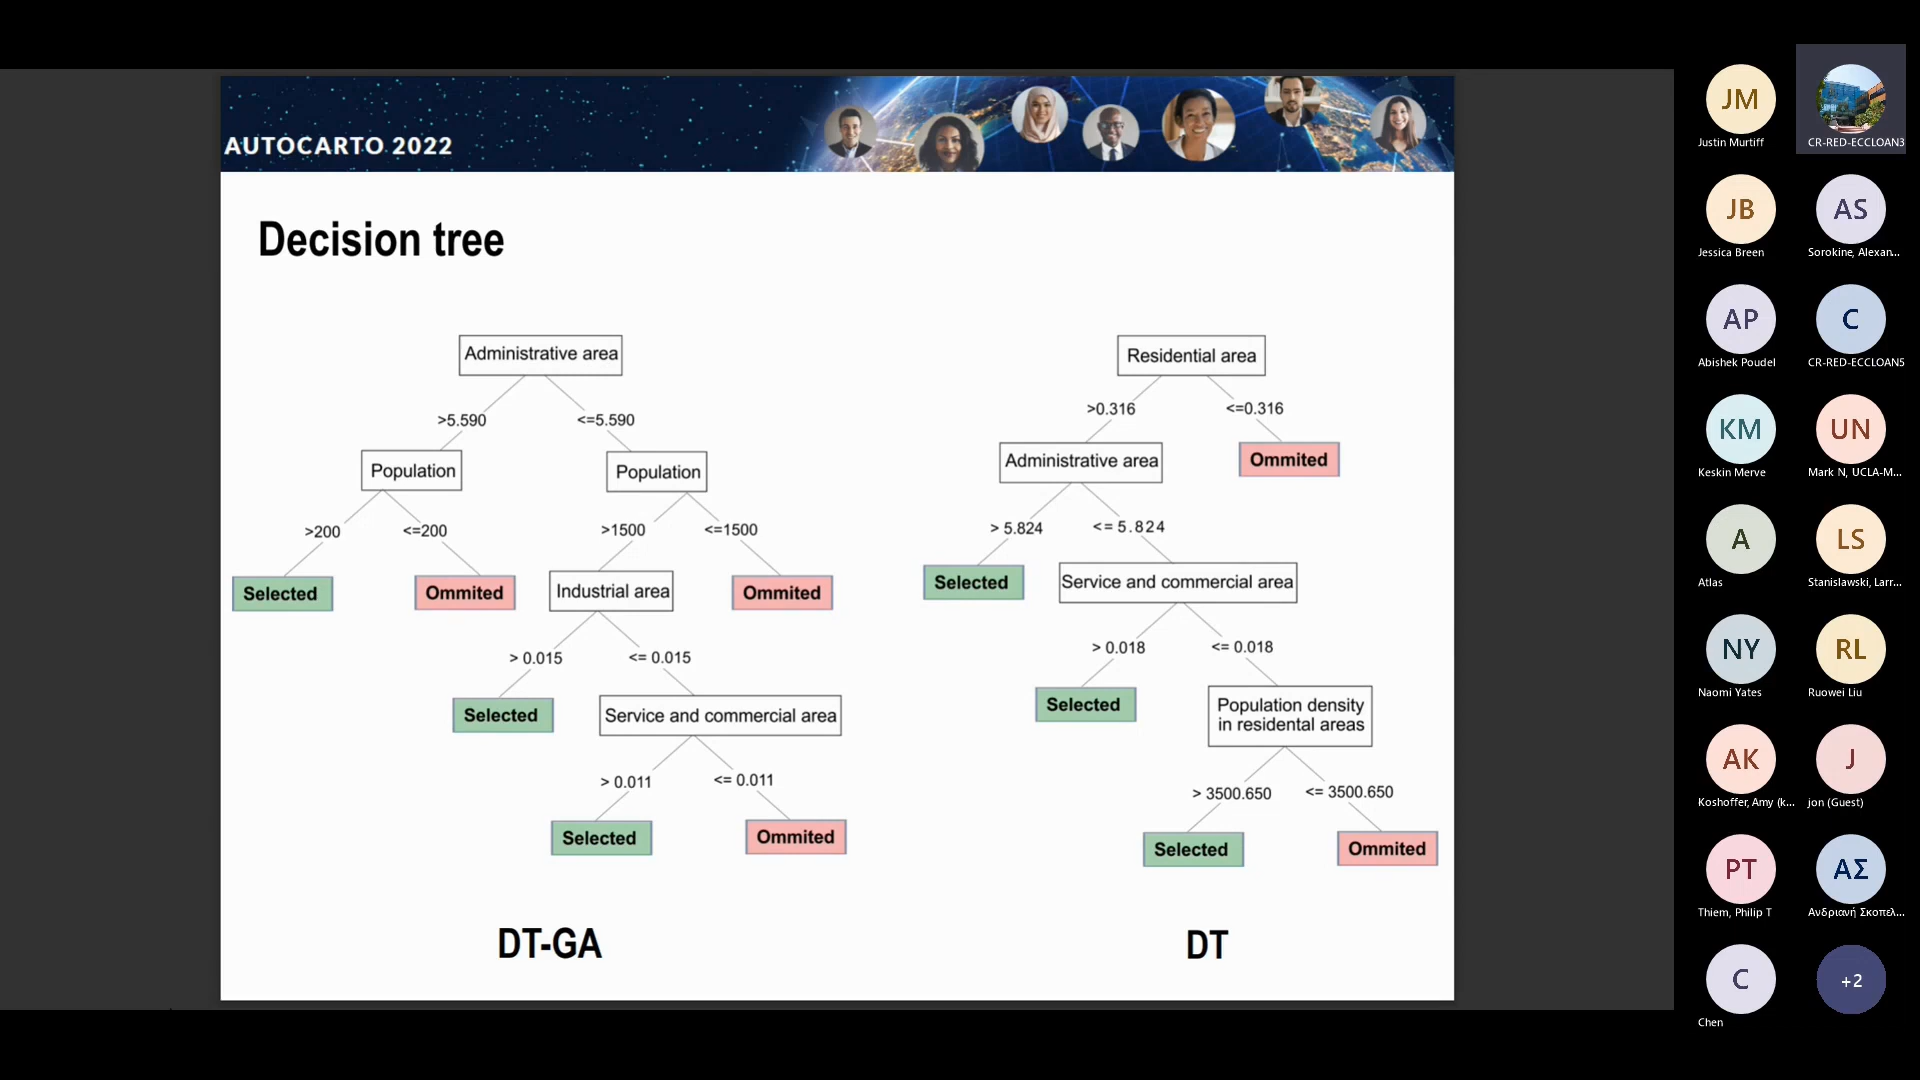 AUTOCARTO 2022
Decision tree
Administrative area
>5.590
<=5.590
Population
Population
>200
<=200
>1500
<=1500
Selected
Ommited
Industrial area
Ommited
> 0.015
<= 0.015
Selected
Service and commercial area
> 0.011
<= 0.011
Selected
Ommited
DT-GA
Residential area
>0.316
<=0.316
Administrative area
Ommited
> 5.824
<= 5.824
Selected
Service and commercial area
> 0.018
<= 0.018
Selected
Population density
in residental areas
> 3500.650
<= 3500.650
Selected
Ommited
DT
JM
Justin Murtiff
CR-RED-ECCLOAN3
JB
Jessica Breen
AS
Sorokine, Alexan...
AP
Abishek Poudel
C
CR-RED-ECCLOAN5
KM
Keskin Merve
UN
Mark N, UCLA-M...
A
Atlas
LS
Stanislawski, Larr...
NY
Naomi Yates
RL
Ruowei Liu
AK
Koshoffer, Amy (k...
J
jon (Guest)
PT
Thiem, Philip T
ΑΣ
Ανδριανή Σκοπελ...
C
Chen
+2